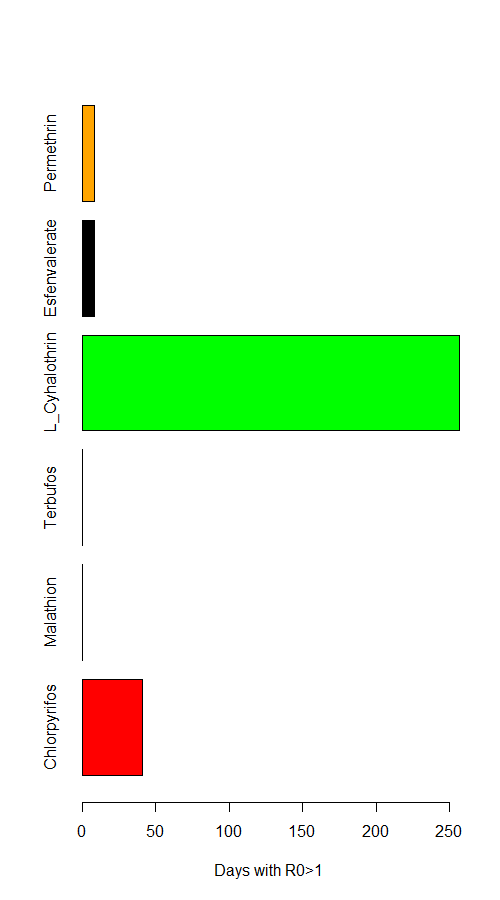 Permethrin
Esfenvalerate
L_Cyhalothrin
Terbufos
Malathion
Chlorpyrifos
0 50 100 150 200 250
Days with R0>1